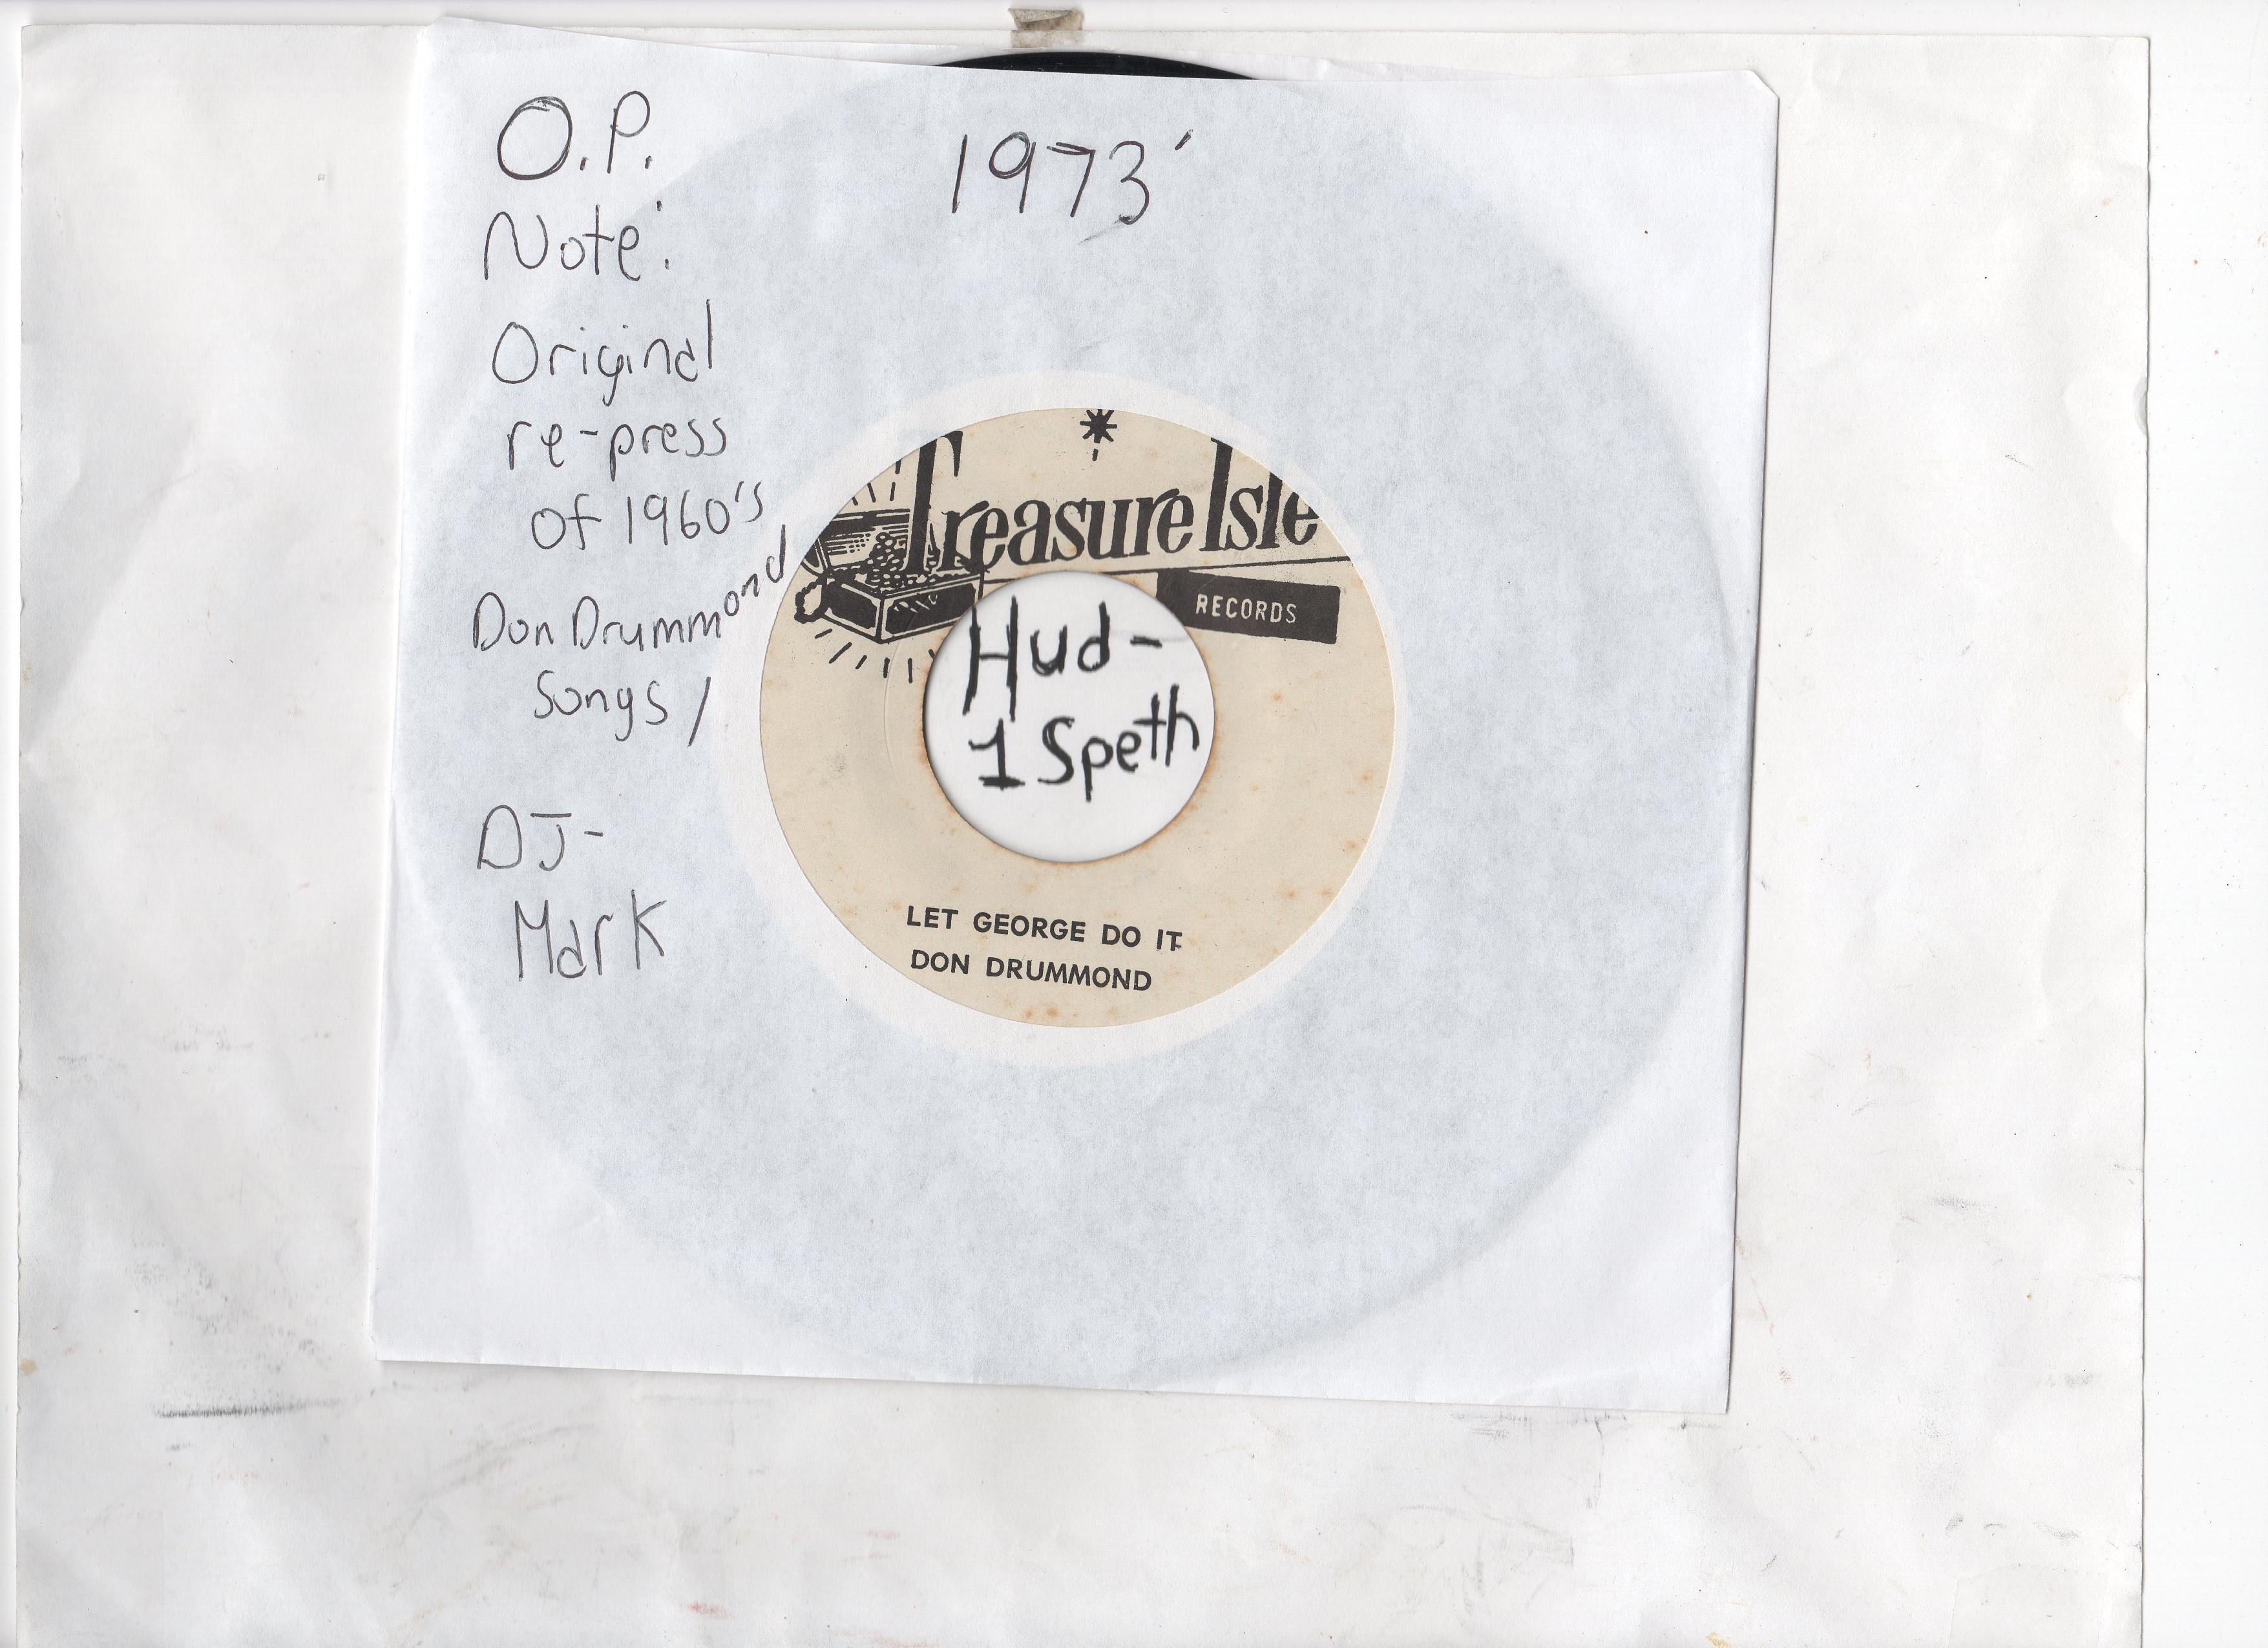 O.P.
Note:
Original
re-press
of 1960's
Don Drummond
Songs /
DJ-
Mark
1973'
Treasure Isle
RECORDS
Hud-
1 Speth
LET GEORGE DO IT
DON DRUMMOND